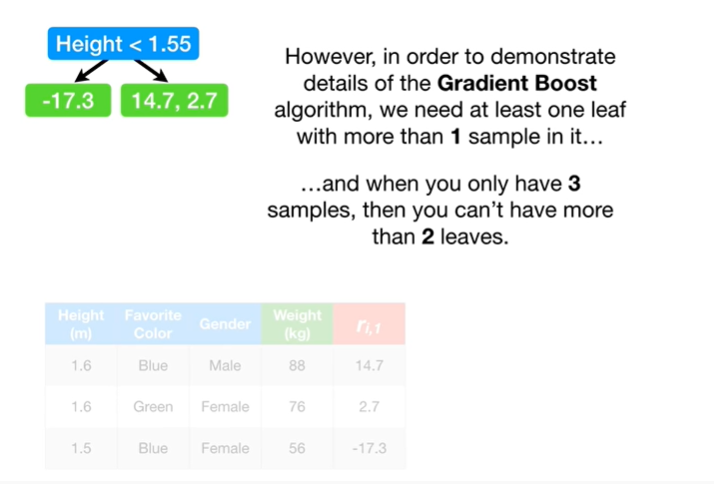 Height < 1.55
-17.3
14.7, 2.7
However, in order to demonstrate
details of the Gradient Boost
algorithm, we need at least one leaf
with more than 1 sample in it…
…and when you only have 3
samples, then you can’t have more
than 2 leaves.
Height (m) Favorite Color Gender Weight (kg) ri,1
1.6 Blue Male 88 14.7
1.6 Green Female 76 2.7
1.5 Blue Female 56 -17.3